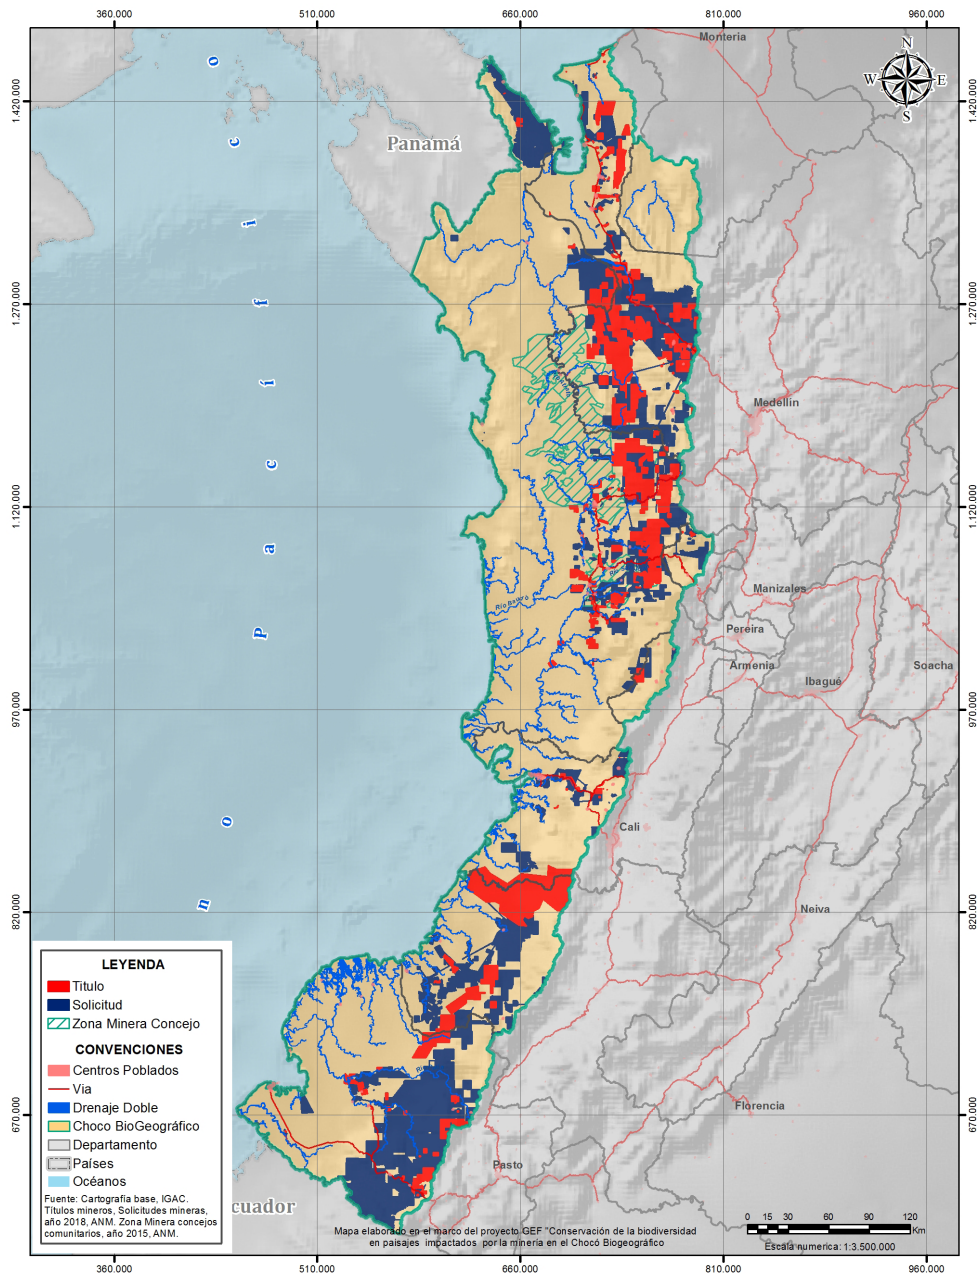 360.000 510.000 660.000 810.000 960.000
Monteria
N
W E
S
1.420.000 1.420.000
Panamá
1.270.000 1.270.000
Océano Pacífico
Medellín
1.120.000 1.120.000
Manizales
Río Baudó
Pereira
Armenia
Soacha
Ibagué
970.000 970.000
Cali
Neiva
820.000 820.000
LEYENDA
Titulo
Solicitud
Zona Minera Concejo
CONVENCIONES
Centros Poblados
Via
Drenaje Doble
Choco BioGeográfico
Departamento
Países
Océanos
Fuente: Cartografía base, IGAC.
Títulos mineros, Solicitudes mineras,
año 2018, ANM. Zona Minera concejos
comunitarios, año 2015, ANM.
670.000 670.000
Florencia
Pasto
cuador
Mapa elaborado en el marco del proyecto GEF "Conservación de la biodiversidad
en paisajes impactados por la minería en el Chocó Biogeográfico
0 15 30 60 90 120
Km
Escala numerica: 1:3.500.000
360.000 510.000 660.000 810.000 960.000